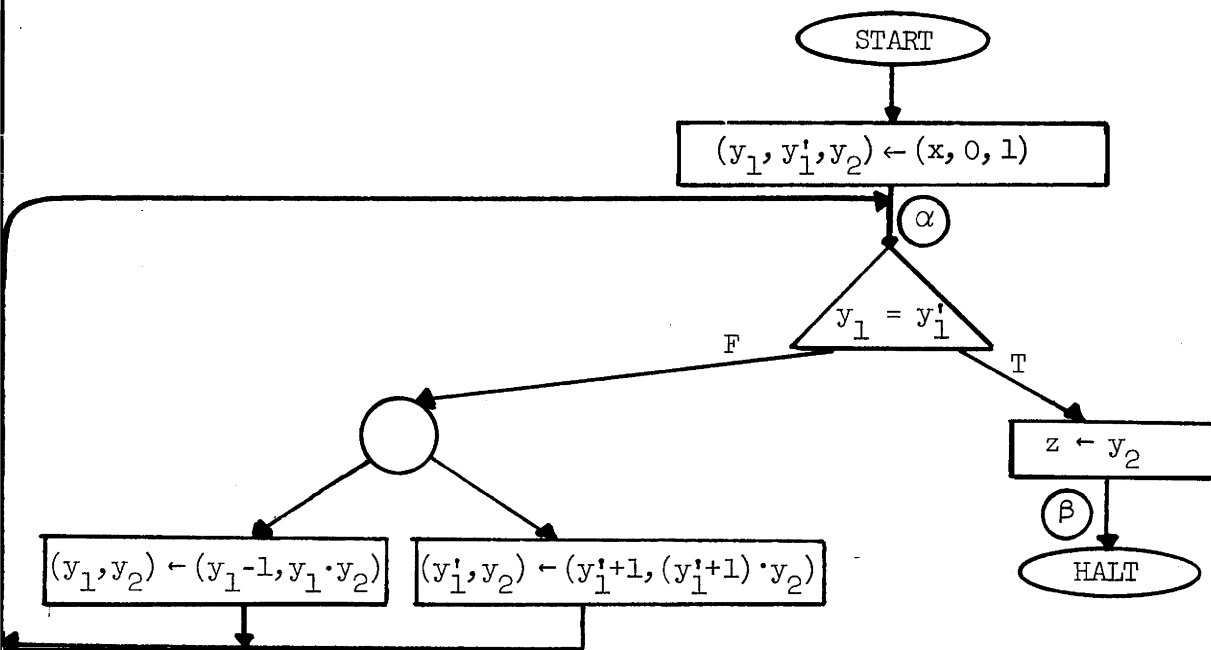 START
(y₁, y₁', y₂) ← (x, 0, 1)
α
y₁ = y₁'
F
T
z ← y₂
β
(y₁,y₂) ← (y₁-1,y₁·y₂)
(y₁',y₂) ← (y₁'+1,(y₁'+1)·y₂)
HALT